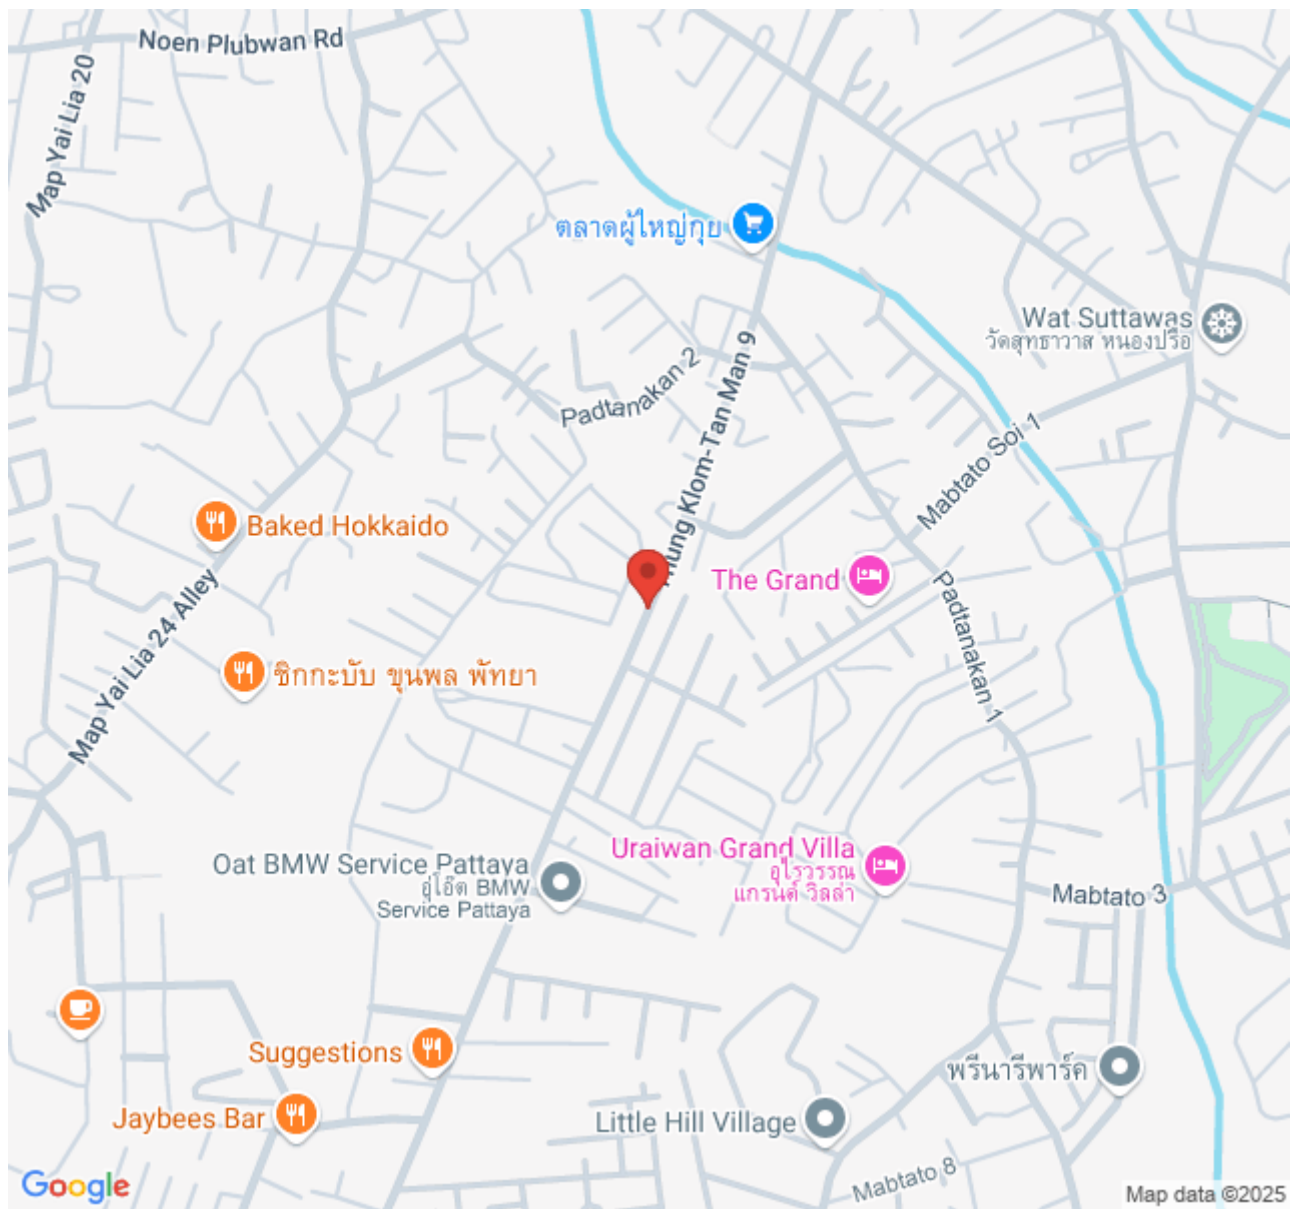 Noen Plubwan Rd
Map Yai Lia 20
ตลาดผู้ใหญ่กุย
Wat Suttawas
วัดสุทธาวาส หนองปรือ
Padtanakan 2
Thung Klom-Tan Man 9
Mabtato Soi 1
Baked Hokkaido
The Grand
Map Yai Lia 24 Alley
Padtanakan 1
ชิกกะบับ ขุนพล พัทยา
Uraiwan Grand Villa
อุไรวรรณ
แกรนด์ วิลล่า
Oat BMW Service Pattaya
อู่โอ๊ต BMW
Service Pattaya
Mabtato 3
Suggestions
พรีนารีพาร์ค
Jaybees Bar
Little Hill Village
Mabtato 8
Google
Map data ©2025